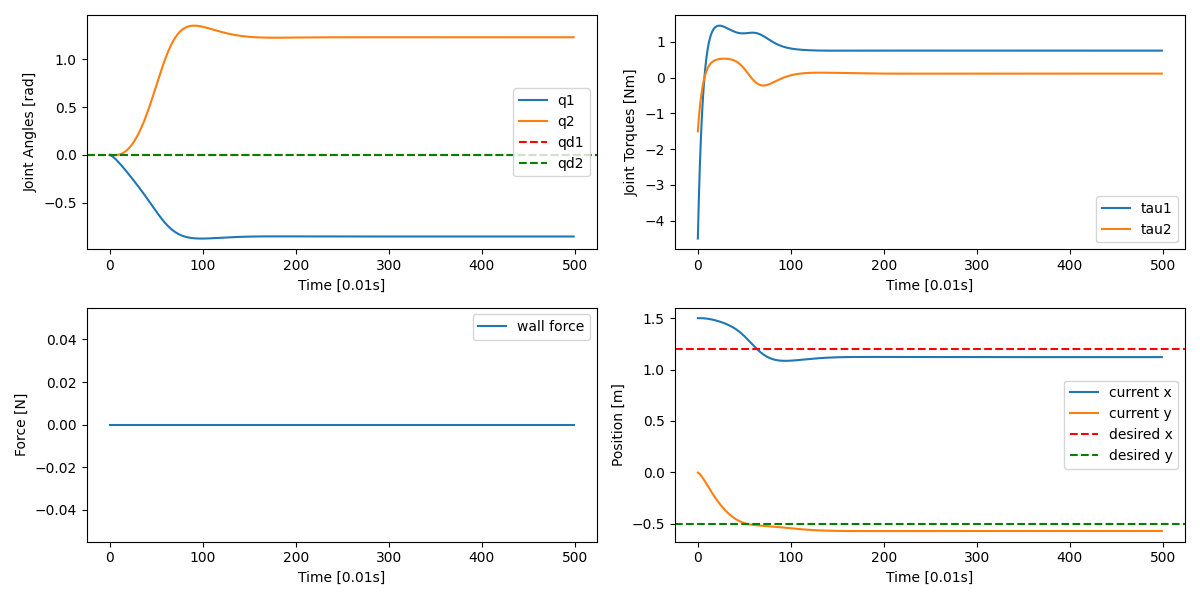 Joint Angles [rad]
1.0
0.5
0.0
−0.5
q1
q2
qd1
qd2
0 100 200 300 400 500
Time [0.01s]
Joint Torques [Nm]
1
0
−1
−2
−3
−4
tau1
tau2
0 100 200 300 400 500
Time [0.01s]
Force [N]
0.04
0.02
0.00
−0.02
−0.04
wall force
0 100 200 300 400 500
Time [0.01s]
Position [m]
1.5
1.0
0.5
0.0
−0.5
current x
current y
desired x
desired y
0 100 200 300 400 500
Time [0.01s]